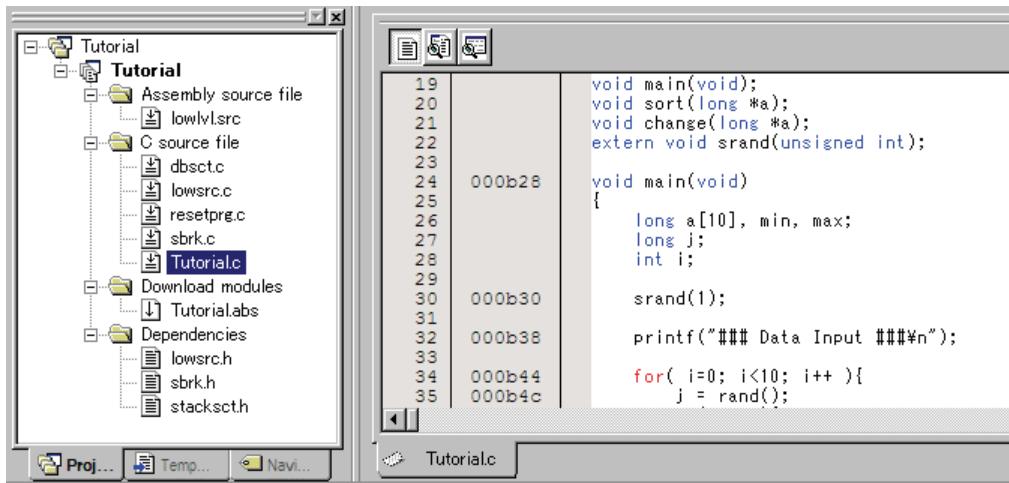 Tutorial
Tutorial
Assembly source file
lowlvl.src
C source file
dbsct.c
lowsrc.c
resetprg.c
sbrk.c
Tutorial.c
Download modules
Tutorial.abs
Dependencies
lowsrc.h
sbrk.h
stacksct.h
Proj... Temp... Navi...
19 void main(void);
20 void sort(long *a);
21 void change(long *a);
22 extern void srand(unsigned int);
23
24 000b28 void main(void)
25 {
26 long a[10], min, max;
27 long j;
28 int i;
29
30 000b30 srand(1);
31
32 000b38 printf("### Data Input ###¥n");
33
34 000b44 for( i=0; i<10; i++ ){
35 000b4c j = rand();
Tutorial.c